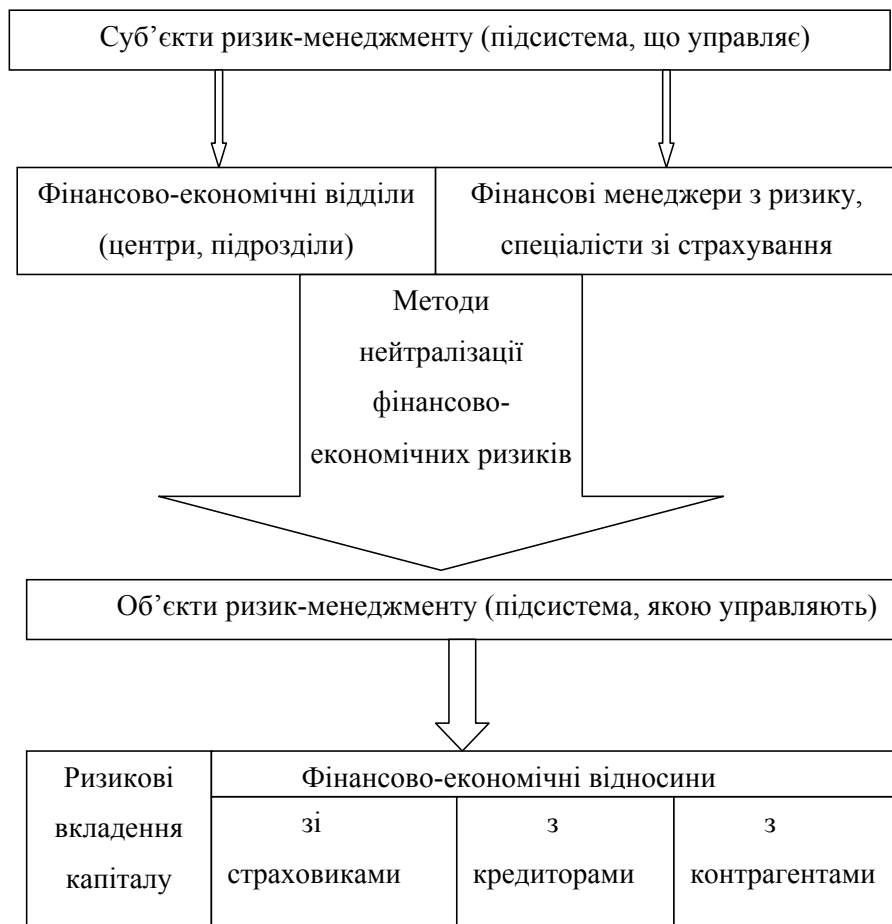 Суб’єкти ризик-менеджменту (підсистема, що управляє)
Фінансово-економічні відділи
(центри, підрозділи)
Фінансові менеджери з ризику,
спеціалісти зі страхування
Методи
нейтралізації
фінансово-
економічних ризиків
Об’єкти ризик-менеджменту (підсистема, якою управляють)
Ризикові
вкладення
капіталу
Фінансово-економічні відносини
зі
страховиками
з
кредиторами
з
контрагентами